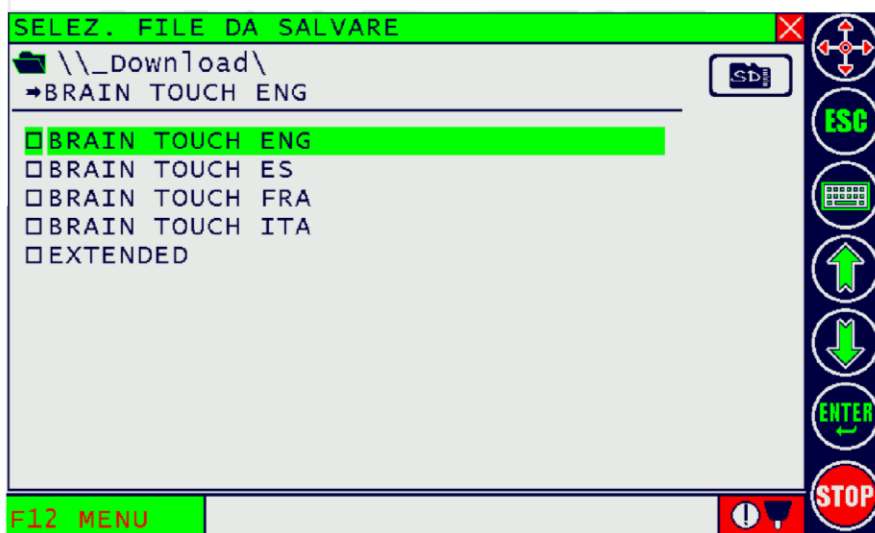 SELEZ. FILE DA SALVARE
\\_Download\
BRAIN TOUCH ENG
SD
BRAIN TOUCH ENG
BRAIN TOUCH ES
BRAIN TOUCH FRA
BRAIN TOUCH ITA
EXTENDED
F12 MENU
ESC
ENTER
STOP